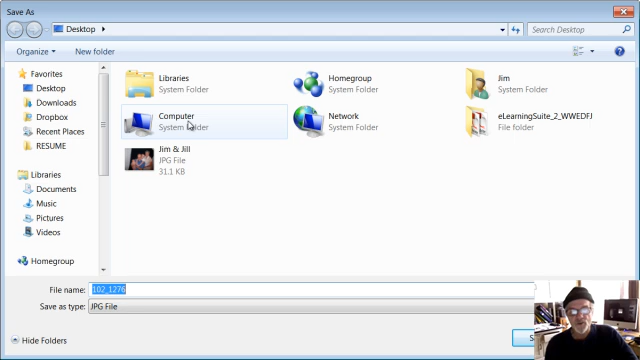 Save As
Desktop
Search Desktop
Organize
New folder
Favorites
Desktop
Downloads
Dropbox
Recent Places
RESUME
Libraries
Documents
Music
Pictures
Videos
Homegroup
Libraries
System Folder
Homegroup
System Folder
Jim
System Folder
Computer
System Folder
Network
System Folder
eLearningSuite_2_WWEDFJ
File folder
Jim & Jill
JPG File
31.1 KB
File name:
102_1276
Save as type:
JPG File
Hide Folders